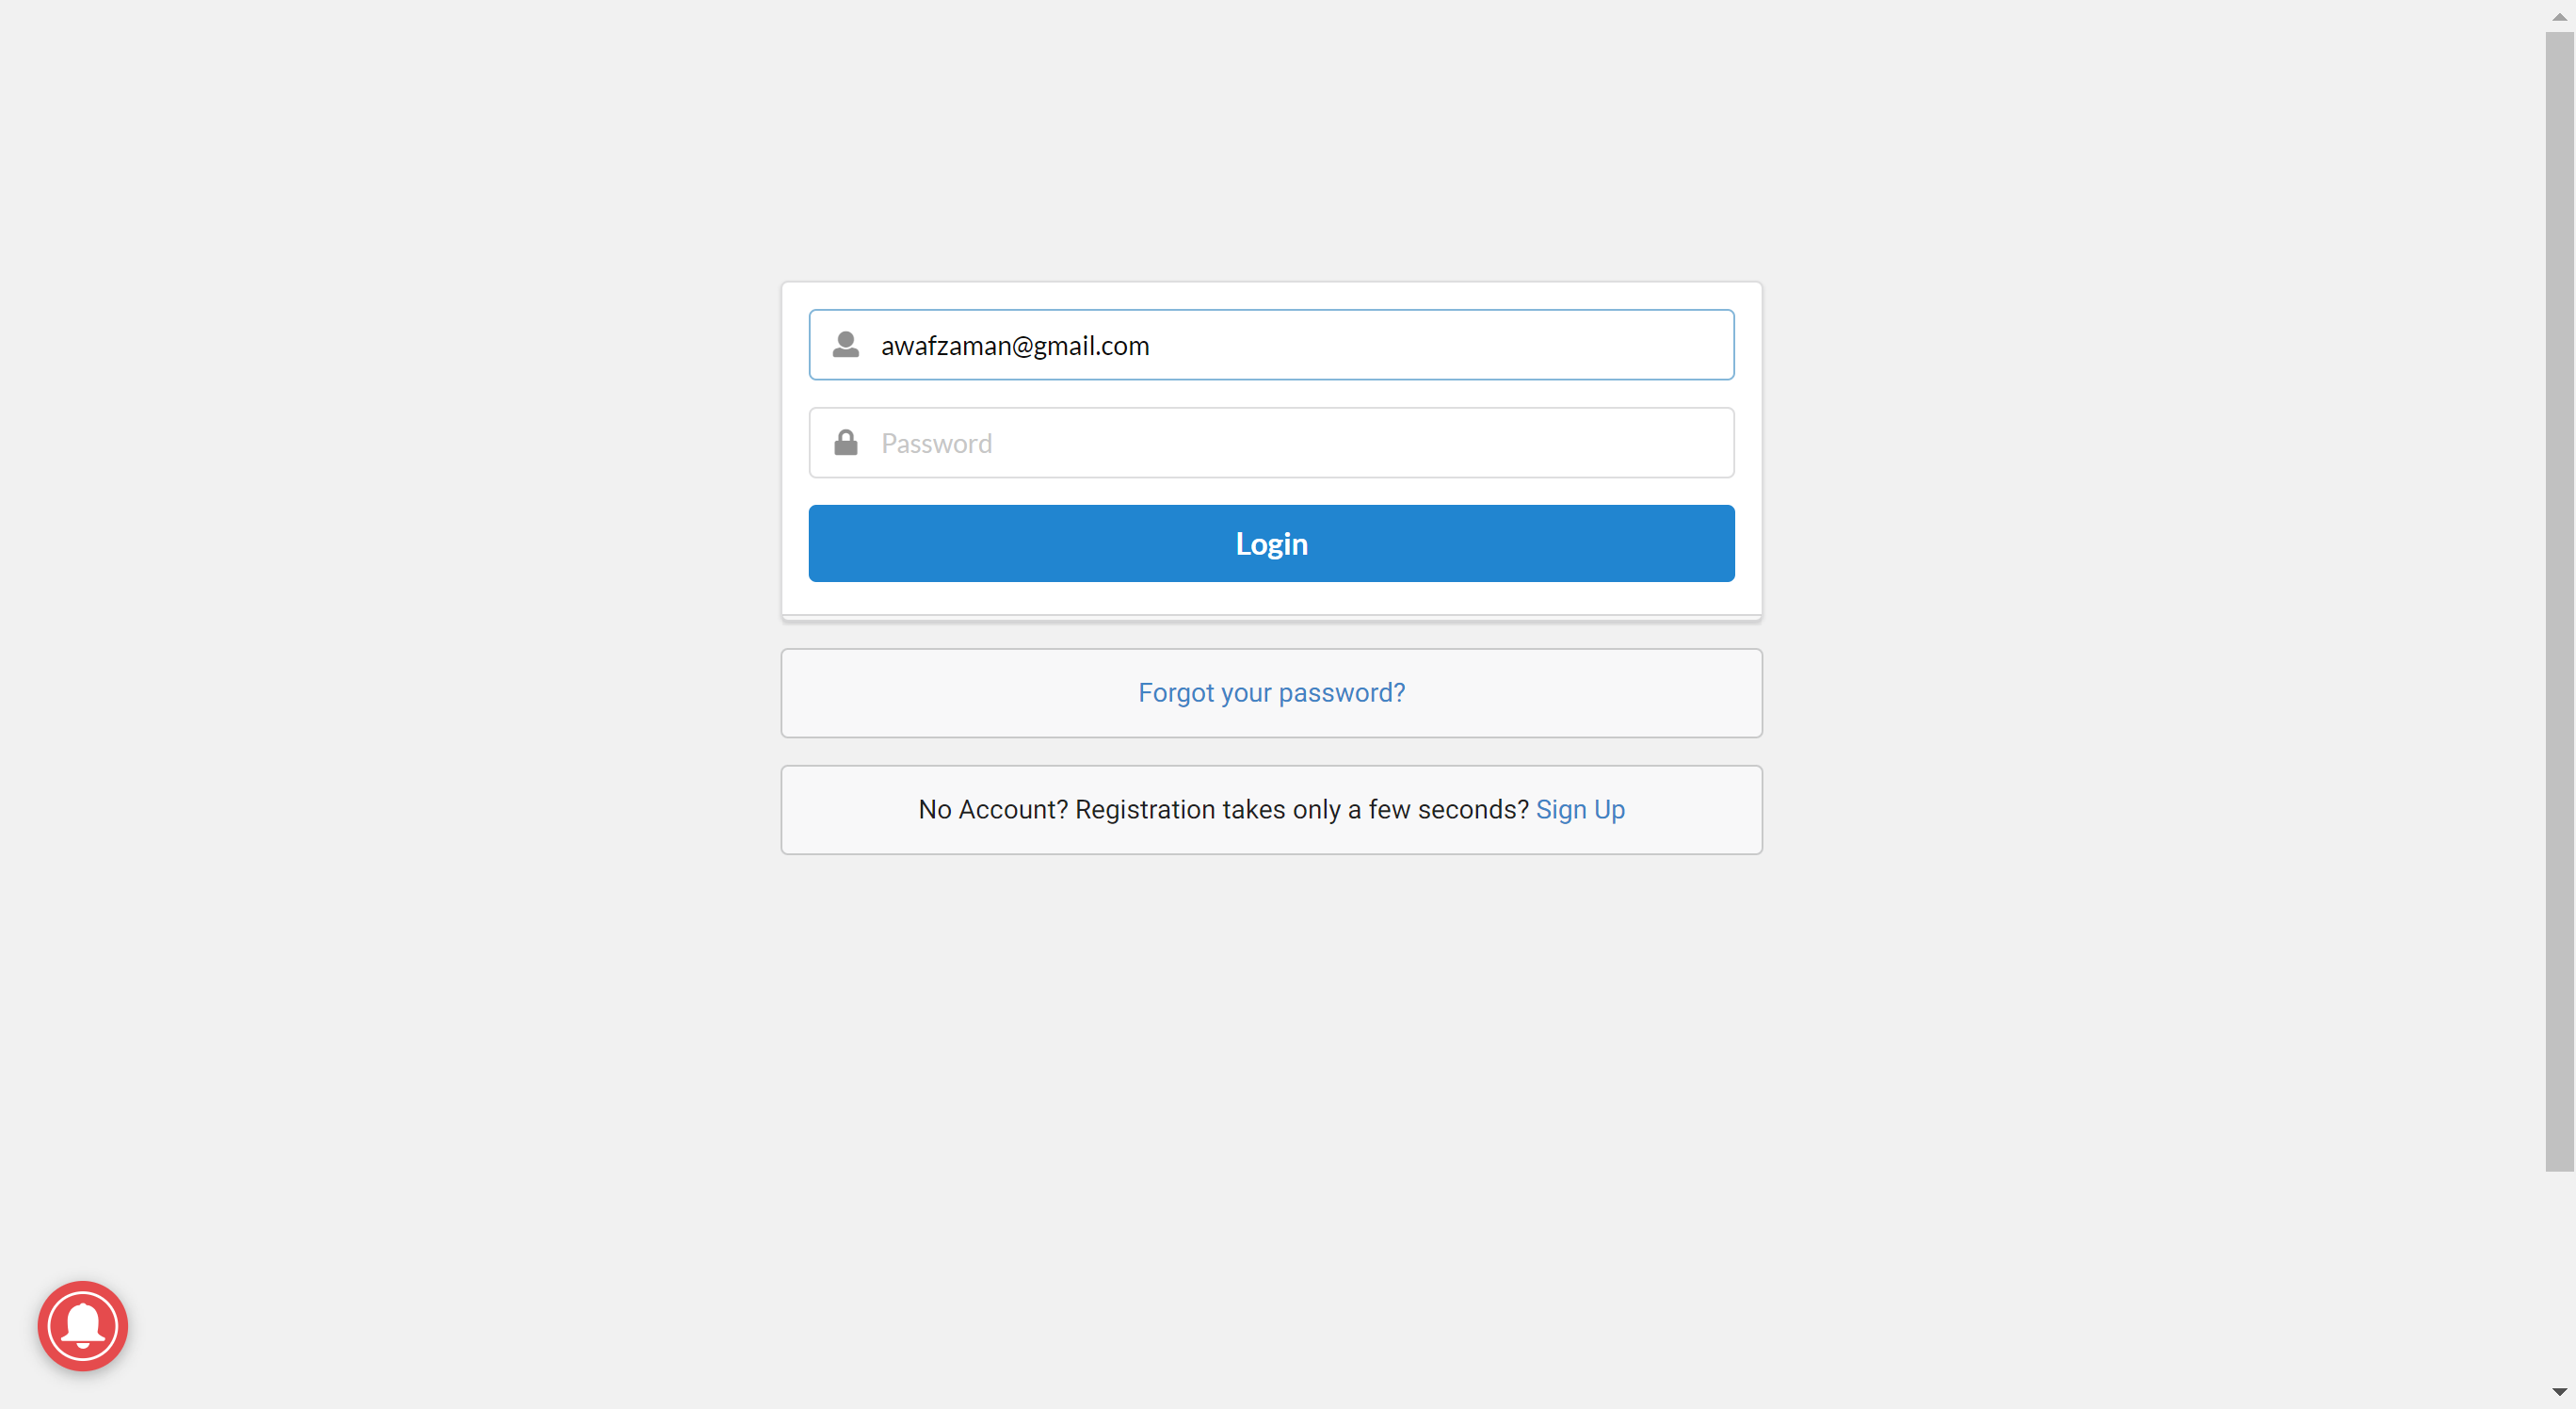 awafzaman@gmail.com
Password
Login
Forgot your password?
No Account? Registration takes only a few seconds? Sign Up